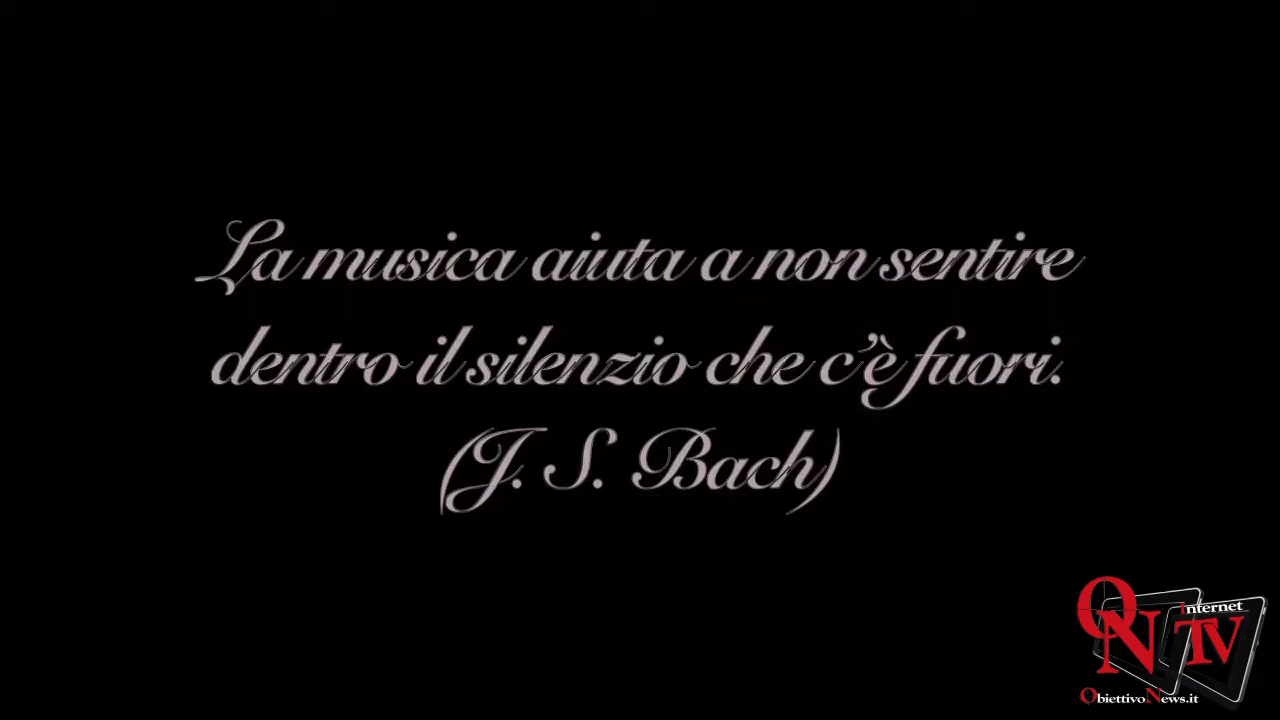 La musica aiuta a non sentire
dentro il silenzio che c'è fuori.
(J. S. Bach)
ON Internet TV
ObiettivoNews.it